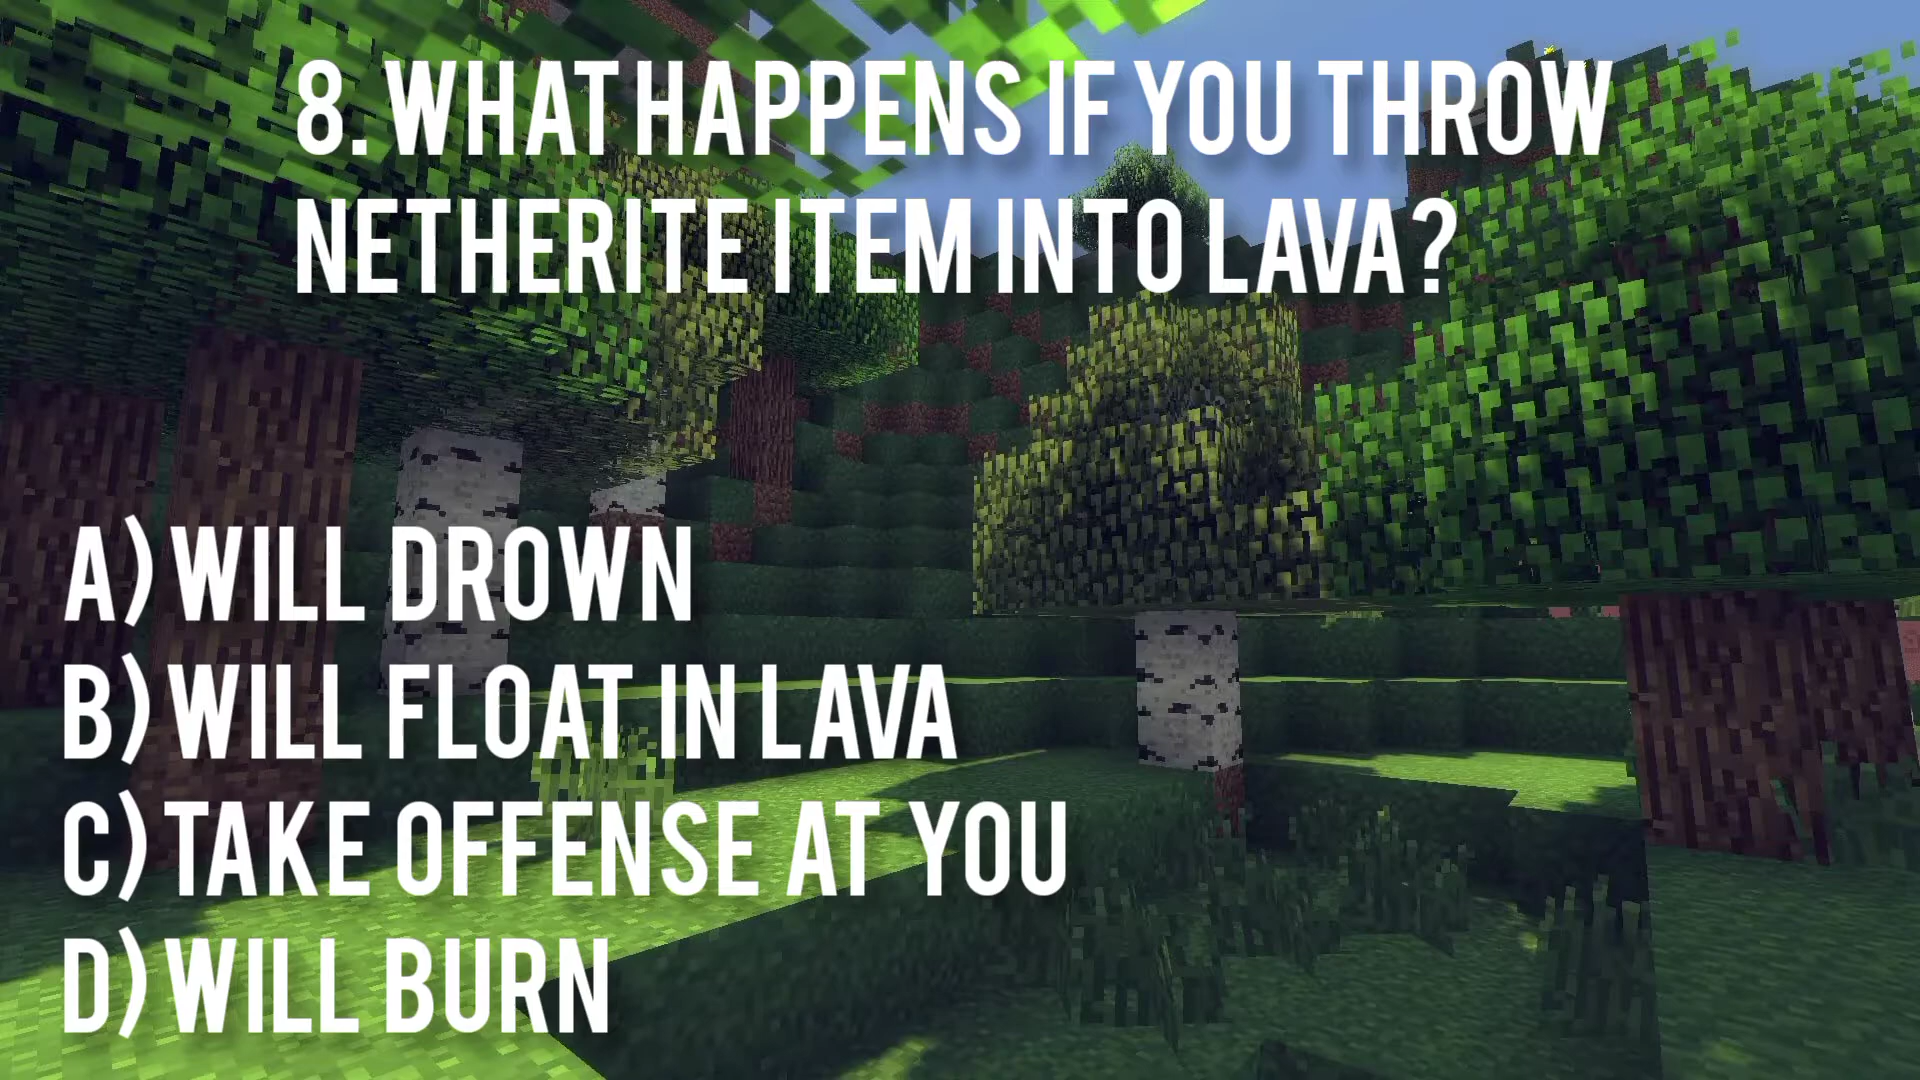 8. WHAT HAPPENS IF YOU THROW
NETHERITE ITEM INTO LAVA?
A) WILL DROWN
B) WILL FLOAT IN LAVA
C) TAKE OFFENSE AT YOU
D) WILL BURN